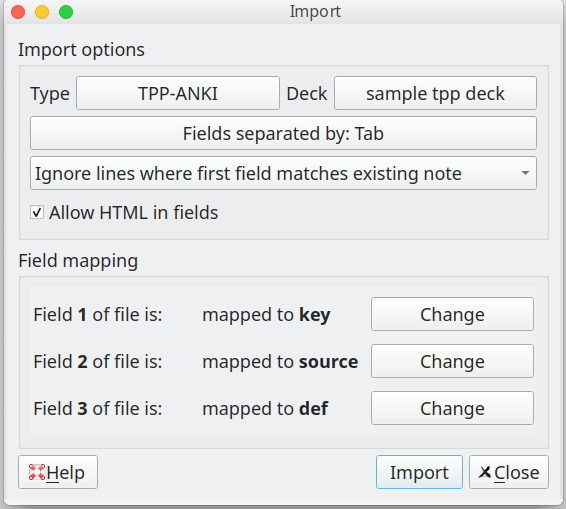 Import
Import options
Type TPP-ANKI Deck sample tpp deck
Fields separated by: Tab
Ignore lines where first field matches existing note
Allow HTML in fields
Field mapping
Field 1 of file is: mapped to key Change
Field 2 of file is: mapped to source Change
Field 3 of file is: mapped to def Change
Help Import Close